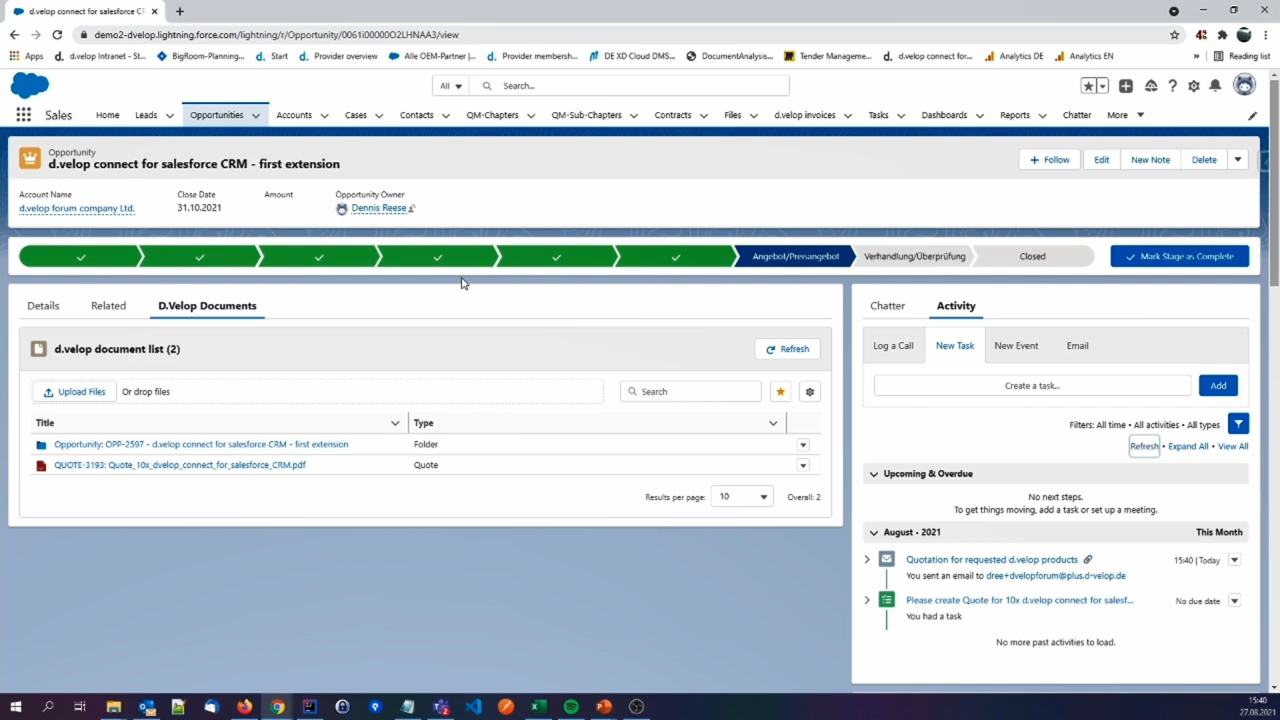 d.velop connect for salesforce C
demo2-dvelop.lightning.force.com/lightning/r/Opportunity/0061i00000O2LHNAA3/view
Apps d.velop Intranet - St... BigRoom-Planning... Start Provider overview Alle OEM-Partner |... Provider membersh... DE XD Cloud DMS... DocumentAnalysis... Tender Manageme... d.velop connect for... Analytics DE Analytics EN » Reading list
All Search...
Sales Home Leads Opportunities Accounts Cases Contacts QM-Chapters QM-Sub-Chapters Contracts Files d.velop invoices Tasks Dashboards Reports Chatter More
Opportunity
d.velop connect for salesforce CRM - first extension
+ Follow Edit New Note Delete
Account Name Close Date Amount Opportunity Owner
d.velop forum company Ltd. 31.10.2021 Dennis Reese
Angebot/Preisangebot Verhandlung/Überprüfung Closed Mark Stage as Complete
Details Related D.Velop Documents
Chatter Activity
d.velop document list (2) Refresh
Log a Call New Task New Event Email
Upload Files Or drop files Search
Create a task... Add
Title Type
Filters: All time • All activities • All types
Opportunity: OPP-2597 - d.velop connect for salesforce CRM - first extension Folder
Refresh • Expand All • View All
QUOTE-3193: Quote_10x_dvelop_connect_for_salesforce_CRM.pdf Quote
Upcoming & Overdue
Results per page: 10 Overall: 2
No next steps.
To get things moving, add a task or set up a meeting.
August • 2021 This Month
Quotation for requested d.velop products 15:40 | Today
You sent an email to dree+dvelopforum@plus.d-velop.de
Please create Quote for 10x d.velop connect for salesf... No due date
You had a task
No more past activities to load.
15:40
27.08.2021